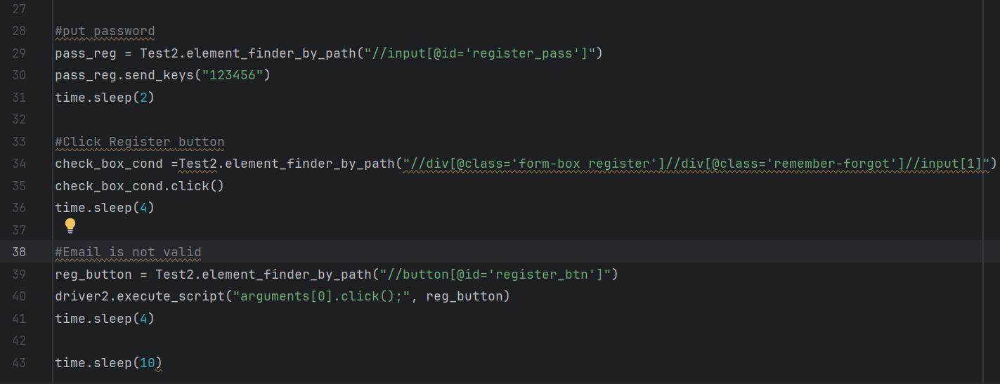 27
28 #put password
29 pass_reg = Test2.element_finder_by_path("//input[@id='register_pass']")
30 pass_reg.send_keys("123456")
31 time.sleep(2)
32
33 #Click Register button
34 check_box_cond =Test2.element_finder_by_path("//div[@class='form-box register']//div[@class='remember-forgot']//input[1]")
35 check_box_cond.click()
36 time.sleep(4)
37
38 #Email is not valid
39 reg_button = Test2.element_finder_by_path("//button[@id='register_btn']")
40 driver2.execute_script("arguments[0].click();", reg_button)
41 time.sleep(4)
42
43 time.sleep(10)